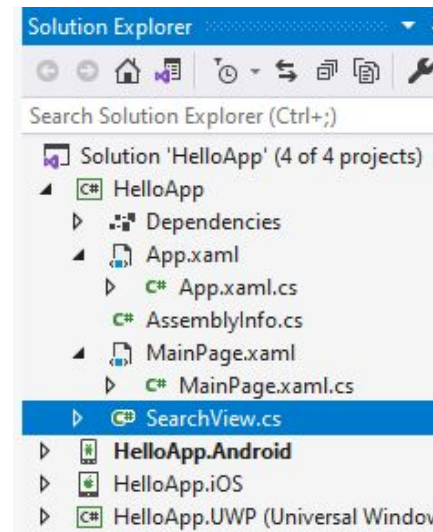 Solution Explorer
Search Solution Explorer (Ctrl+;)
Solution 'HelloApp' (4 of 4 projects)
C# HelloApp
Dependencies
App.xaml
C# App.xaml.cs
C# AssemblyInfo.cs
MainPage.xaml
C# MainPage.xaml.cs
C# SearchView.cs
HelloApp.Android
HelloApp.iOS
C# HelloApp.UWP (Universal Window